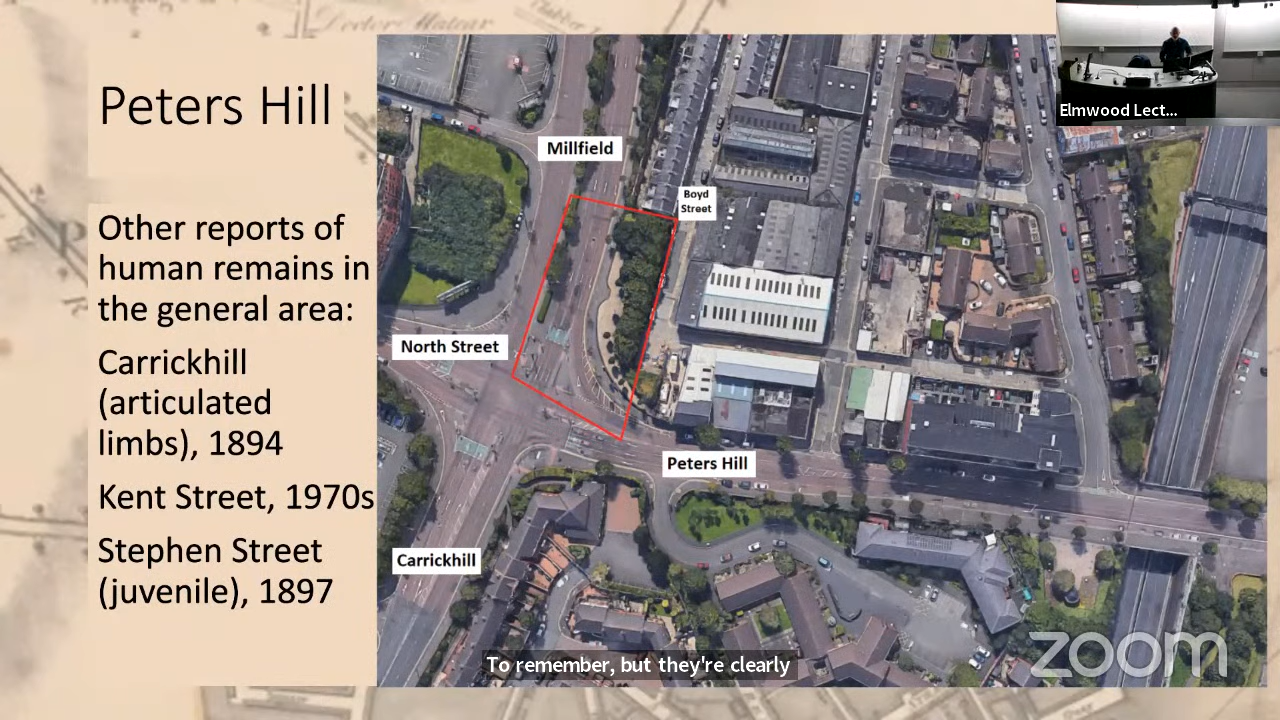 Doctor Mattear
Peters Hill
Other reports of
human remains in
the general area:
Carrickhill
(articulated
limbs), 1894
Kent Street, 1970s
Stephen Street
(juvenile), 1897
Millfield
Boyd
Street
North Street
Peters Hill
Carrickhill
Elmwood Lect...
To remember, but they're clearly
zoom